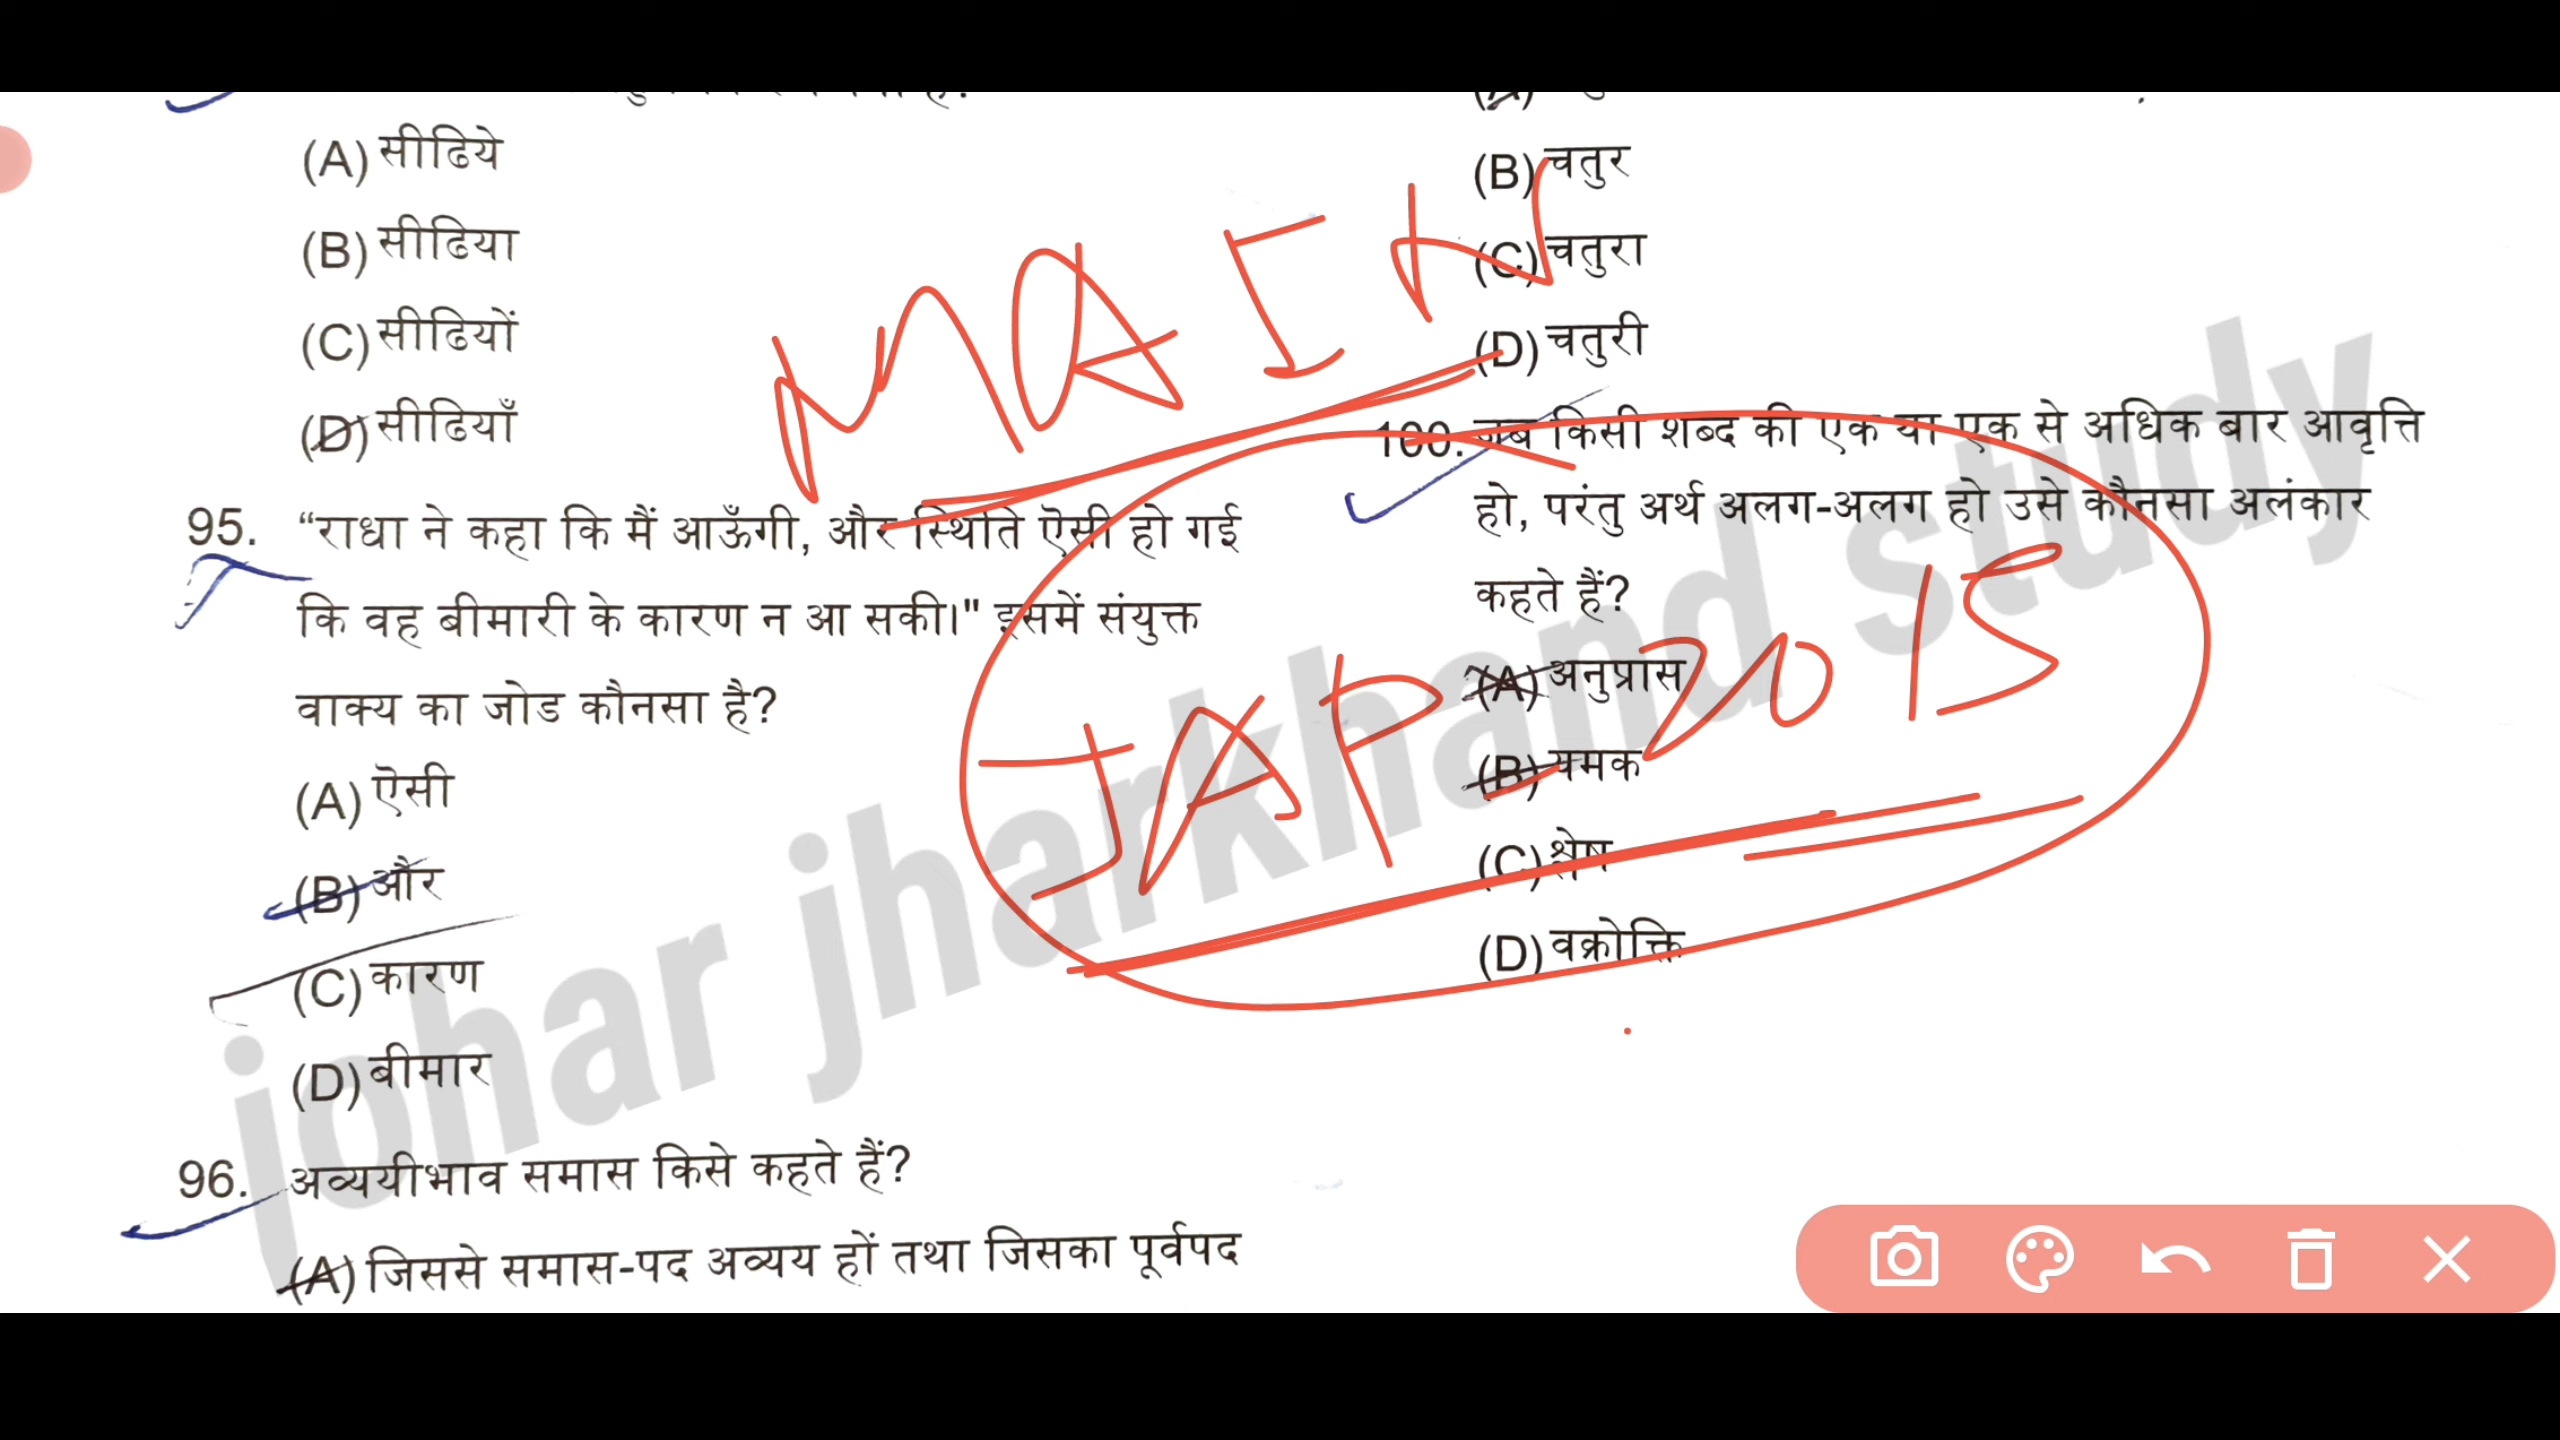 (A) सीढिये
(B) सीढिया
(C) सीढियों
(D) सीढियाँ
95. “राधा ने कहा कि मैं आऊँगी, और स्थिति ऐसी हो गई
कि वह बीमारी के कारण न आ सकी।" इसमें संयुक्त
वाक्य का जोड कौनसा है?
(A) ऐसी
(B) और
(C) कारण
(D) बीमार
96. अव्ययीभाव समास किसे कहते हैं?
(A) जिससे समास-पद अव्यय हों तथा जिसका पूर्वपद
(B) चतुर
(C) चतुरा
(D) चतुरी
100. जब किसी शब्द की एक या एक से अधिक बार आवृत्ति
हो, परंतु अर्थ अलग-अलग हो उसे कौनसा अलंकार
कहते हैं?
(A) अनुप्रास
(B) यमक
(C) श्लेष
(D) वक्रोक्ति
MAIN
JAP 2015
johar jharkhand study